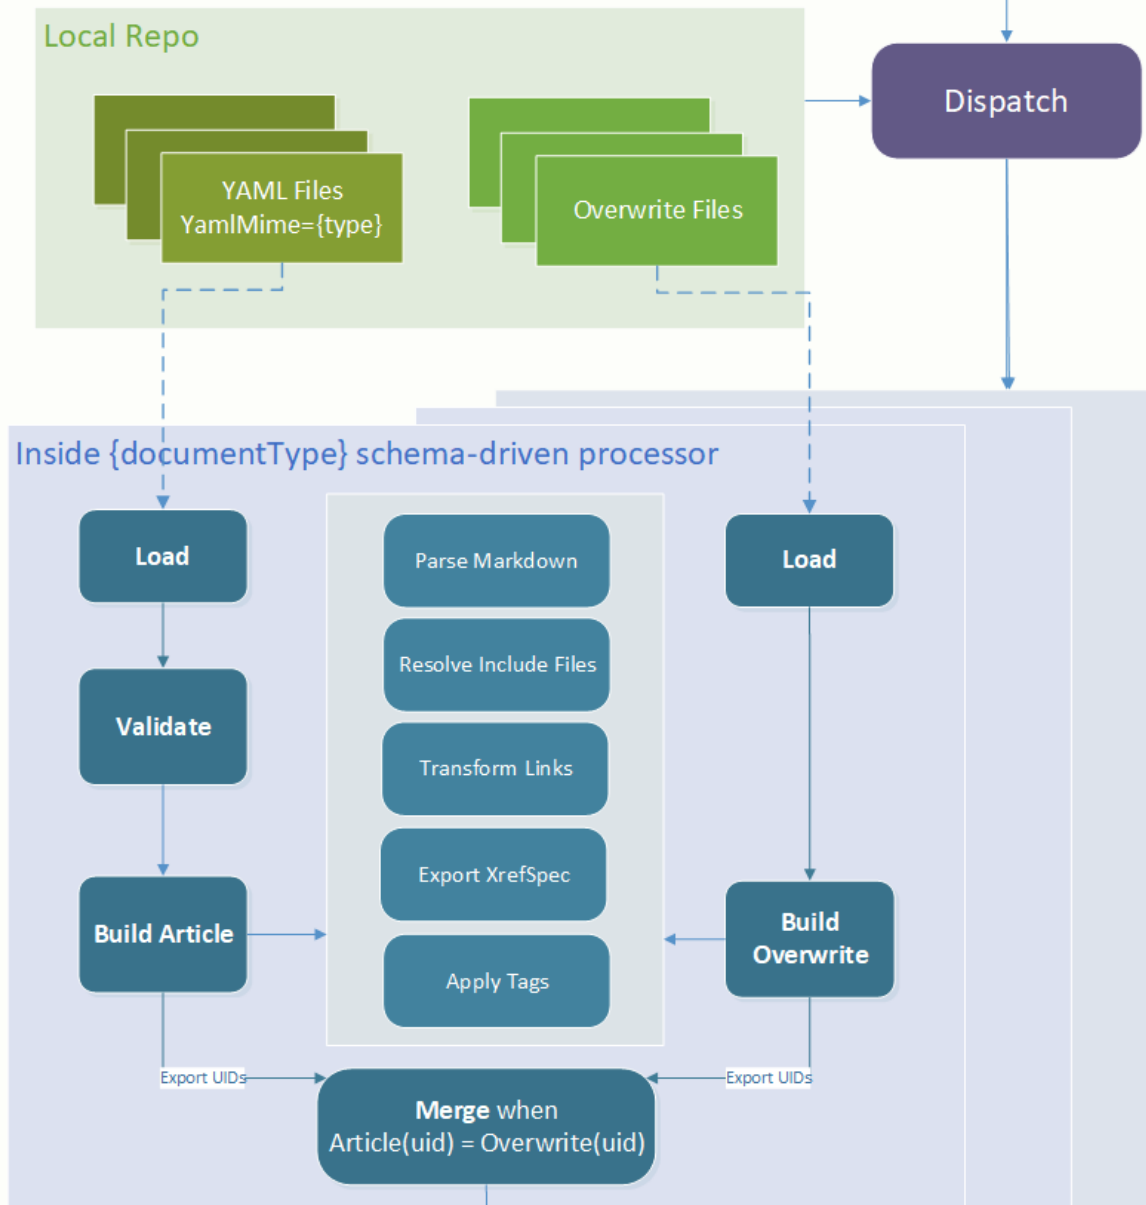 Local Repo
Dispatch
YAML Files
YamlMime={type}
Overwrite Files
Inside {documentType} schema-driven processor
Load
Parse Markdown
Load
Resolve Include Files
Validate
Transform Links
Export XrefSpec
Build Article
Build
Overwrite
Apply Tags
Export UIDs
Export UIDs
Merge when
Article(uid) = Overwrite(uid)